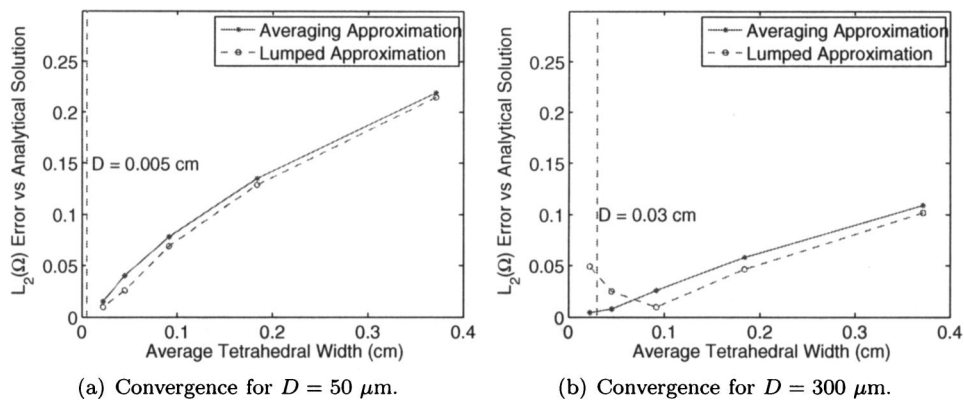 Averaging Approximation
Lumped Approximation
0.25
0.2
0.15
0.1
0.05
0
L2(Ω) Error vs Analytical Solution
D = 0.005 cm
0 0.1 0.2 0.3 0.4
Average Tetrahedral Width (cm)
(a) Convergence for D = 50 μm.
Averaging Approximation
Lumped Approximation
0.25
0.2
0.15
0.1
0.05
0
L2(Ω) Error vs Analytical Solution
D = 0.03 cm
0 0.1 0.2 0.3 0.4
Average Tetrahedral Width (cm)
(b) Convergence for D = 300 μm.